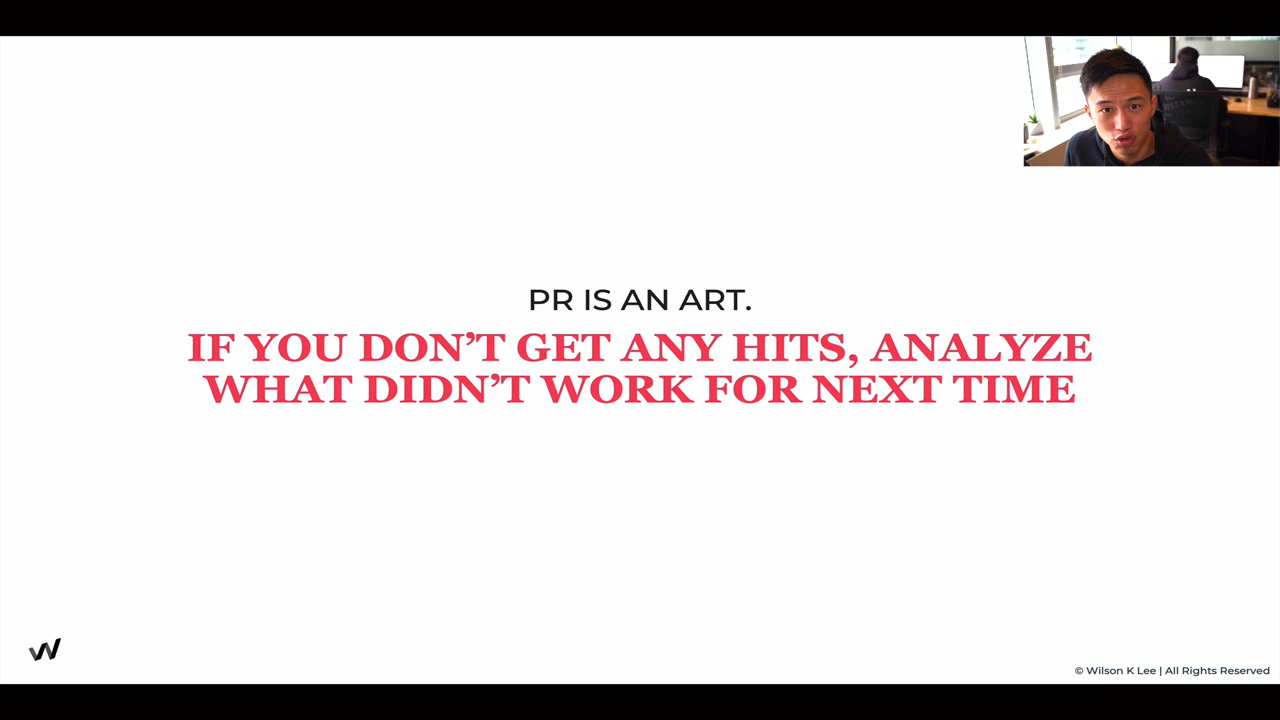 PR IS AN ART.
IF YOU DON'T GET ANY HITS, ANALYZE
WHAT DIDN'T WORK FOR NEXT TIME
© Wilson K Lee | All Rights Reserved